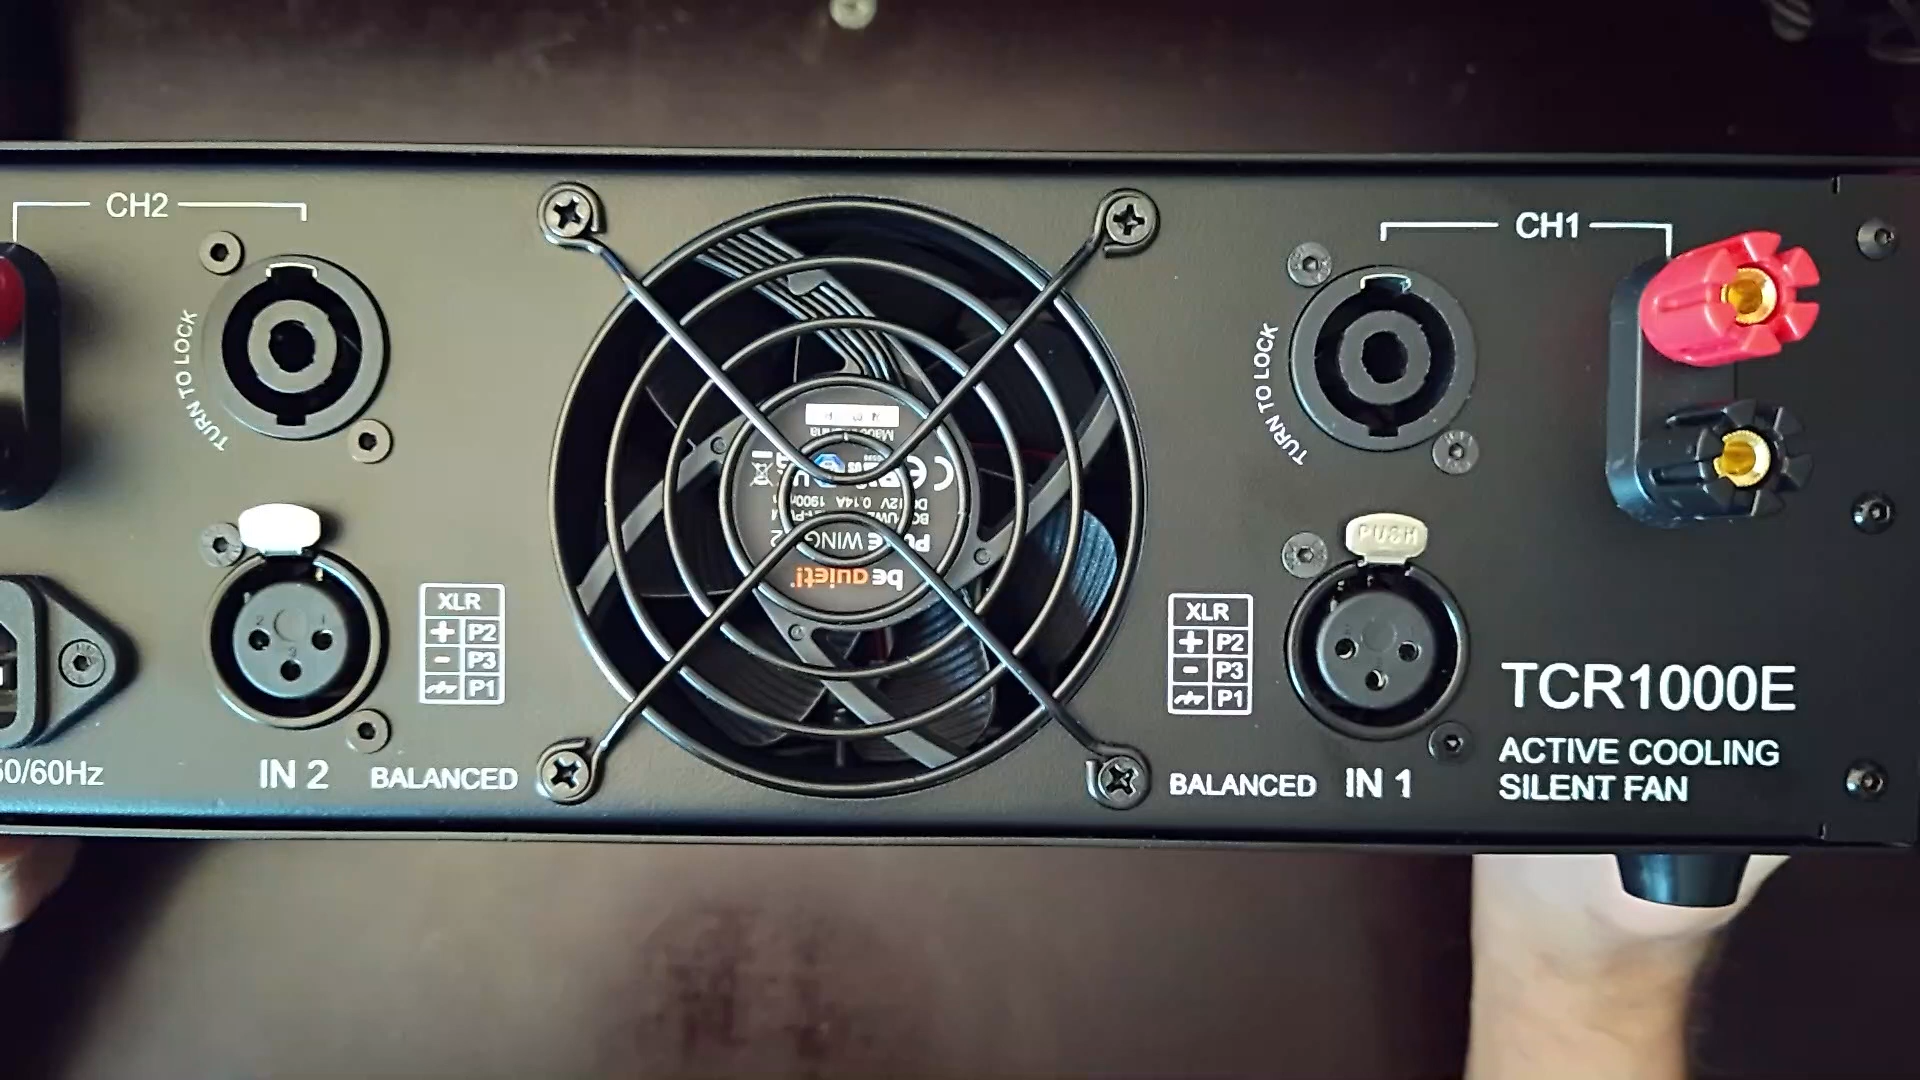 CH2
CH1
TURN TO LOCK
TURN TO LOCK
PUSH
XLR
+ P2
- P3
P1
XLR
+ P2
- P3
P1
2 1
3
be quiet!
WING
DC 12V 0.14A
TCR1000E
ACTIVE COOLING
SILENT FAN
50/60Hz
IN 2
BALANCED
BALANCED
IN 1